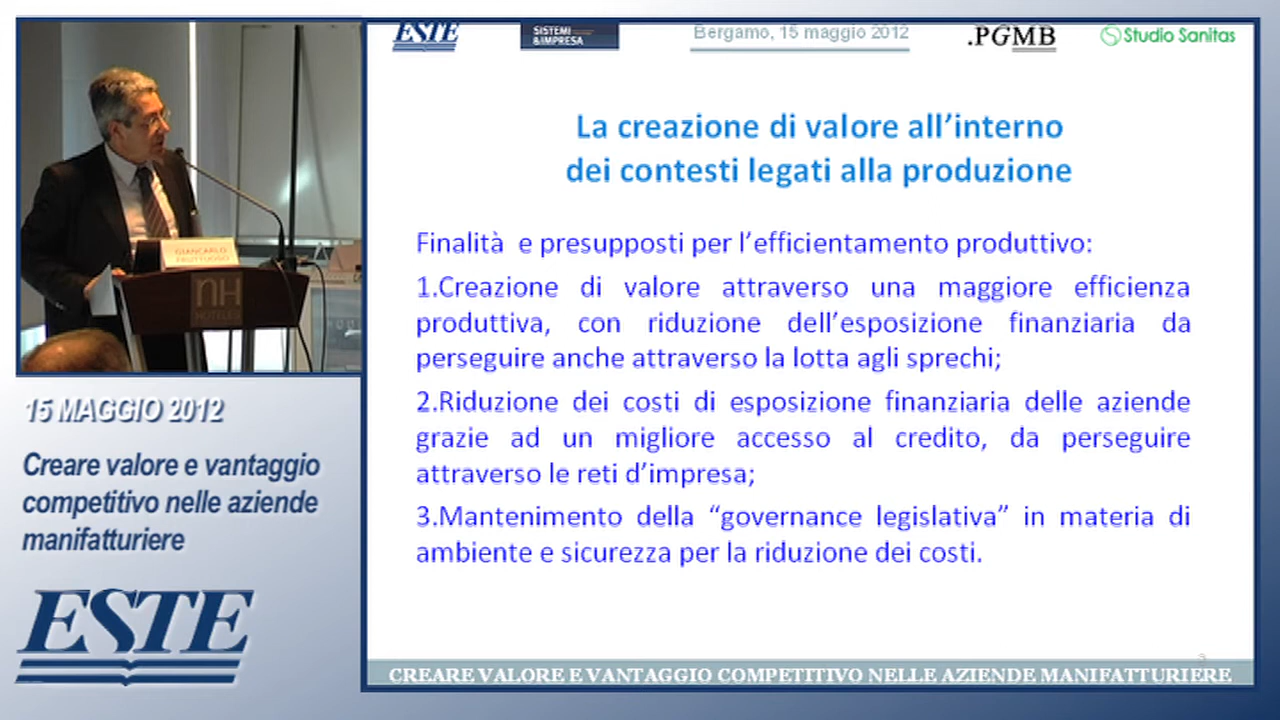 GIANCARLO
FRUTTUOSO
nH
HOTELES
15 MAGGIO 2012
Creare valore e vantaggio
competitivo nelle aziende
manifatturiere
ESTE
ESTE
SISTEMI
&IMPRESA
Bergamo, 15 maggio 2012
.PGMB
Studio Sanitas
La creazione di valore all’interno
dei contesti legati alla produzione
Finalità e presupposti per l’efficientamento produttivo:
1.Creazione di valore attraverso una maggiore efficienza
produttiva, con riduzione dell’esposizione finanziaria da
perseguire anche attraverso la lotta agli sprechi;
2.Riduzione dei costi di esposizione finanziaria delle aziende
grazie ad un migliore accesso al credito, da perseguire
attraverso le reti d’impresa;
3.Mantenimento della “governance legislativa” in materia di
ambiente e sicurezza per la riduzione dei costi.
3
CREARE VALORE E VANTAGGIO COMPETITIVO NELLE AZIENDE MANIFATTURIERE